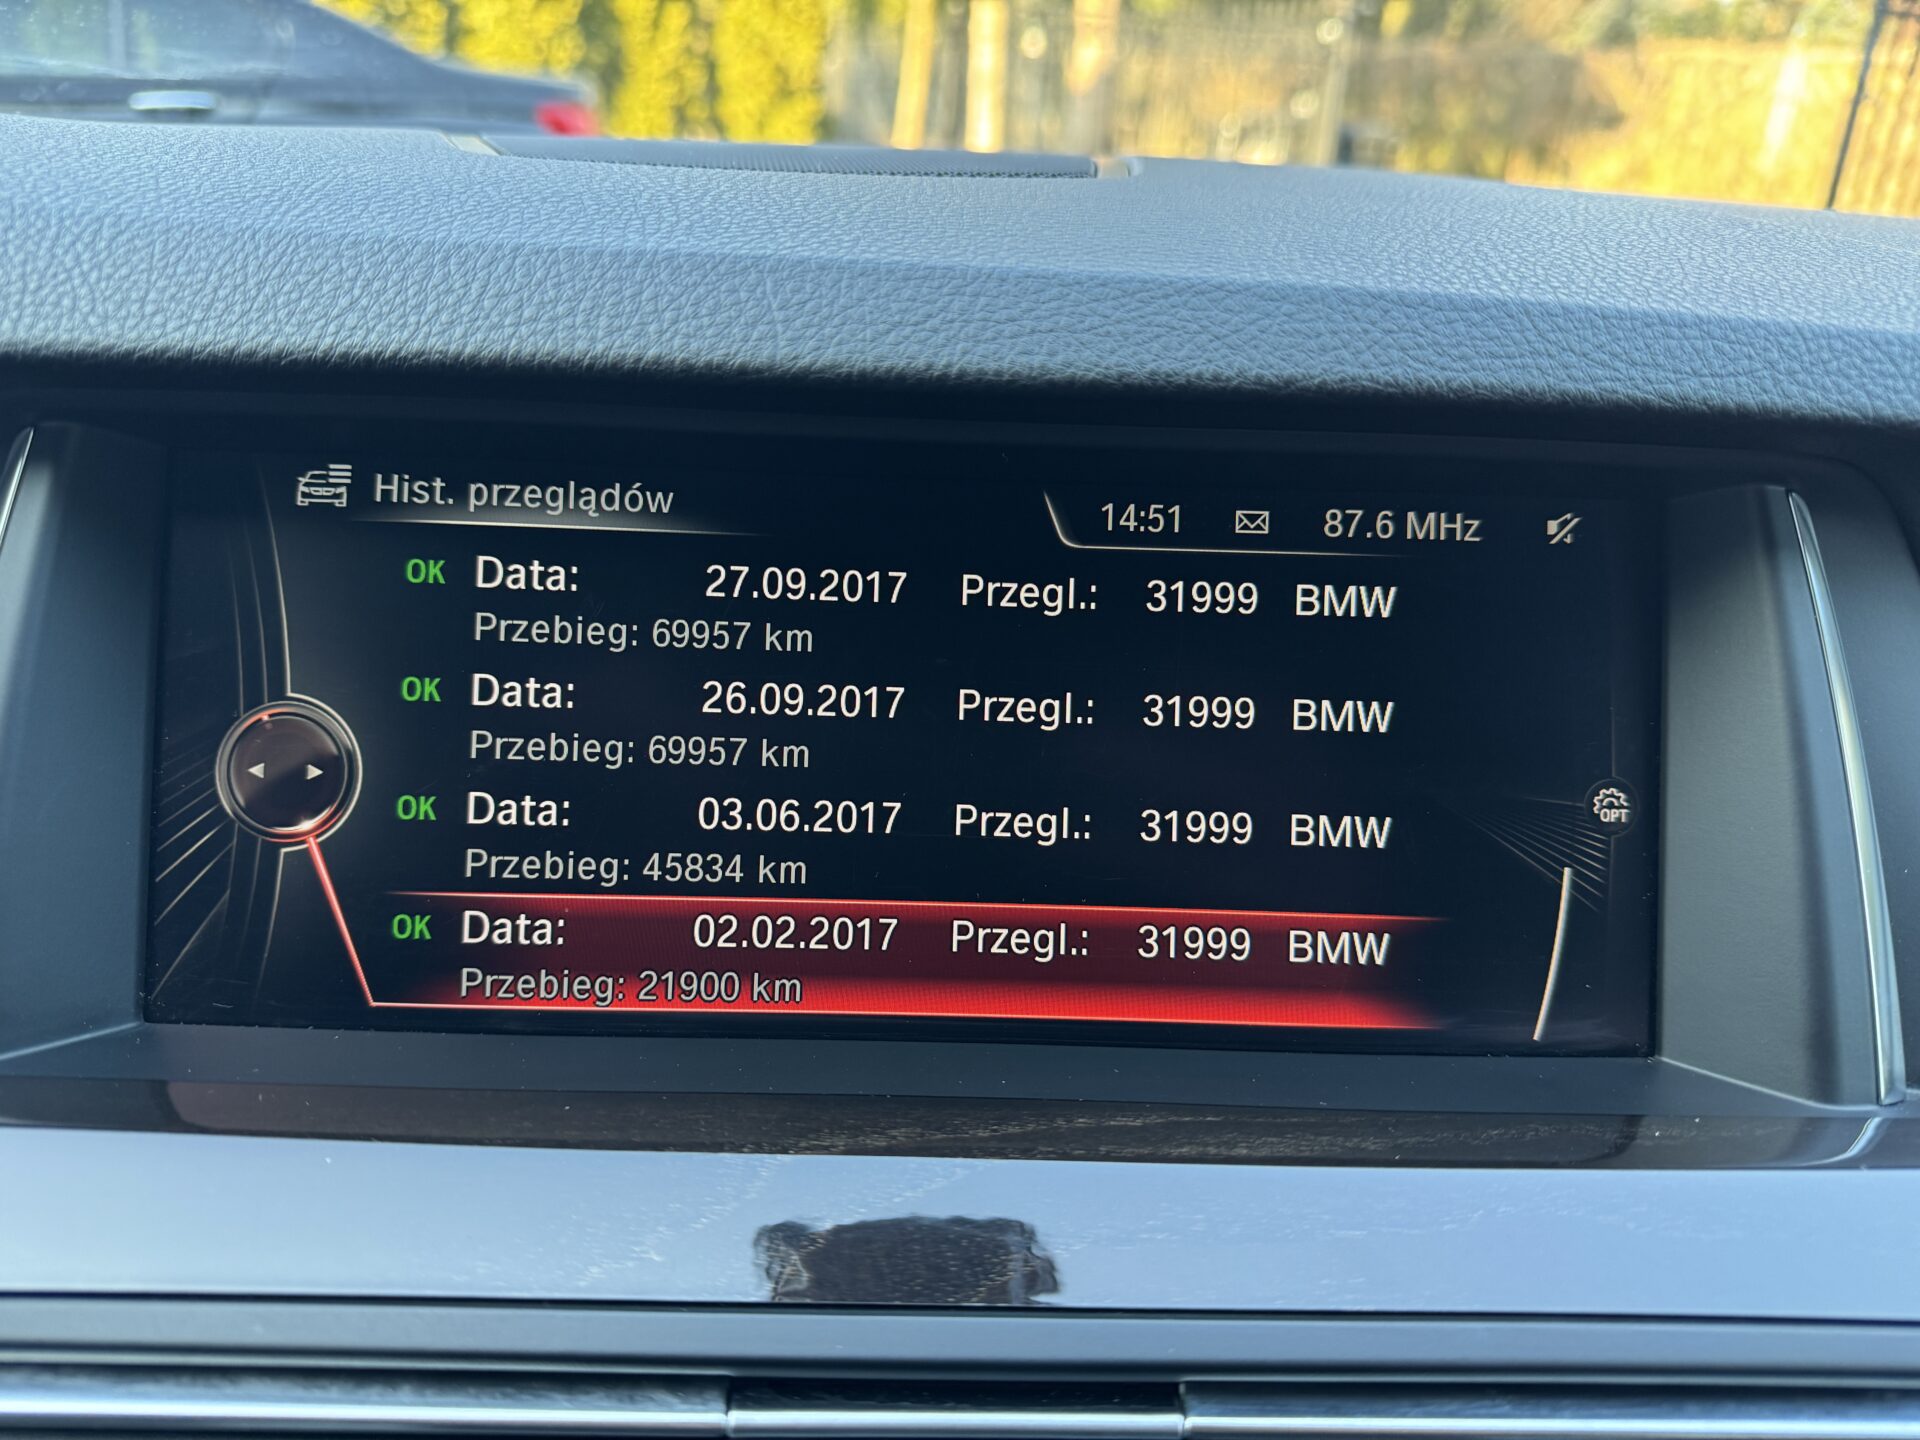 Hist. przeglądów
14:51 87.6 MHz
OK Data: 27.09.2017 Przegl.: 31999 BMW
Przebieg: 69957 km
OK Data: 26.09.2017 Przegl.: 31999 BMW
Przebieg: 69957 km
OK Data: 03.06.2017 Przegl.: 31999 BMW
Przebieg: 45834 km
OPT
OK Data: 02.02.2017 Przegl.: 31999 BMW
Przebieg: 21900 km